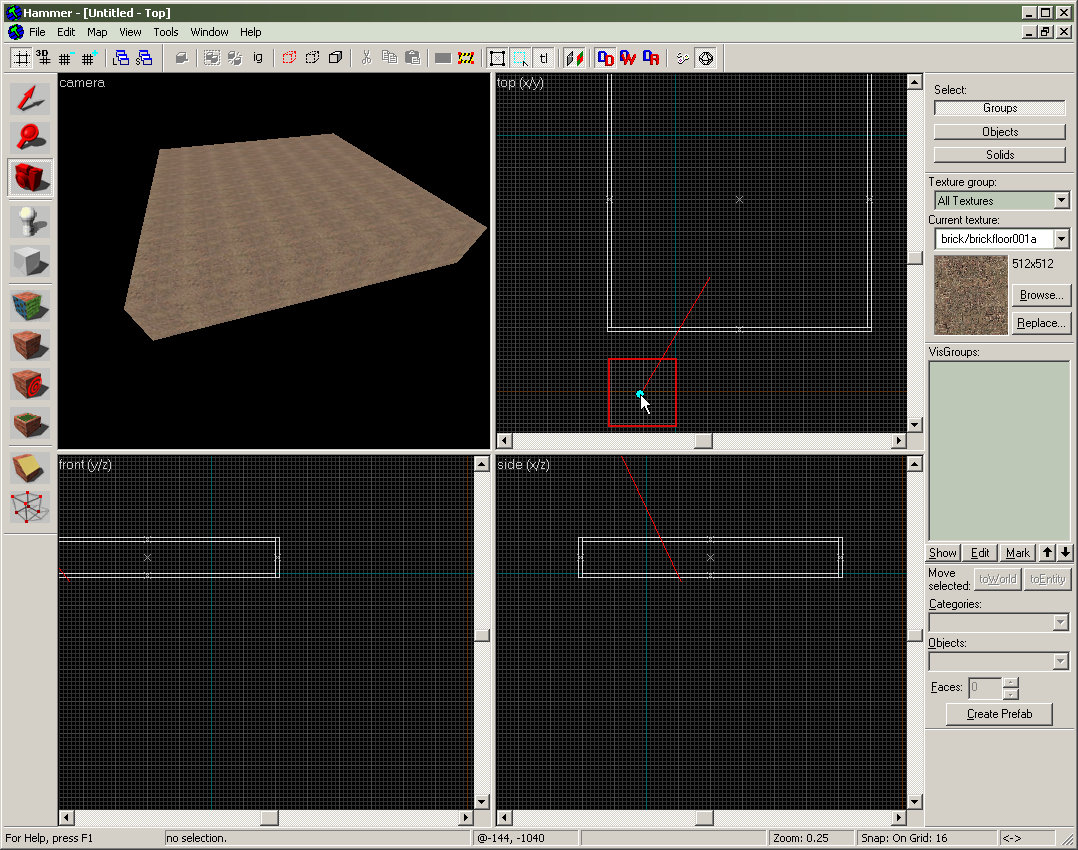 Hammer - [Untitled - Top]
File Edit Map View Tools Window Help
3D ig tl
camera
top (x/y)
front (y/z)
side (x/z)
Select:
Groups
Objects
Solids
Texture group:
All Textures
Current texture:
brick/brickfloor001a
512x512
Browse...
Replace...
VisGroups:
Show Edit Mark
Move selected:
toWorld toEntity
Categories:
Objects:
Faces: 0
Create Prefab
For Help, press F1 no selection. @-144, -1040 Zoom: 0.25 Snap: On Grid: 16 <->